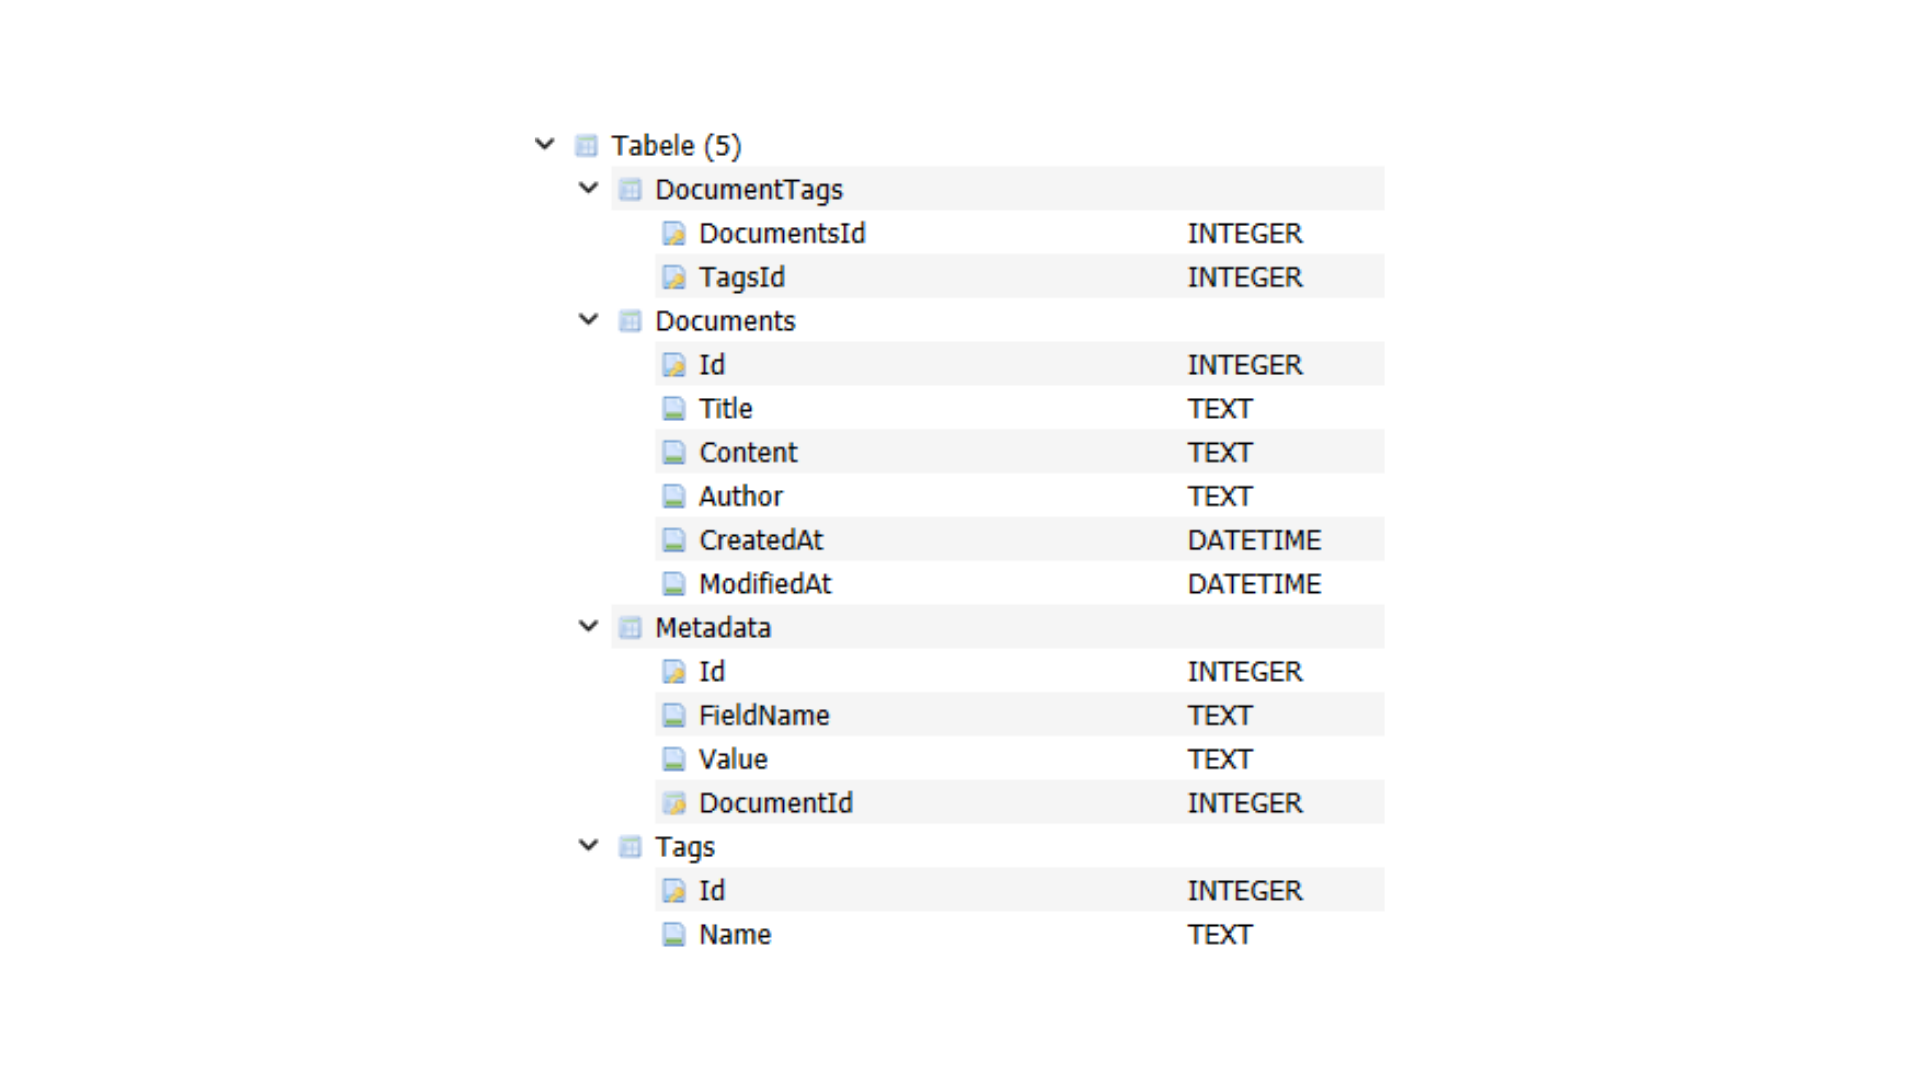 Tabele (5)
DocumentTags
DocumentsId INTEGER
TagsId INTEGER
Documents
Id INTEGER
Title TEXT
Content TEXT
Author TEXT
CreatedAt DATETIME
ModifiedAt DATETIME
Metadata
Id INTEGER
FieldName TEXT
Value TEXT
DocumentId INTEGER
Tags
Id INTEGER
Name TEXT